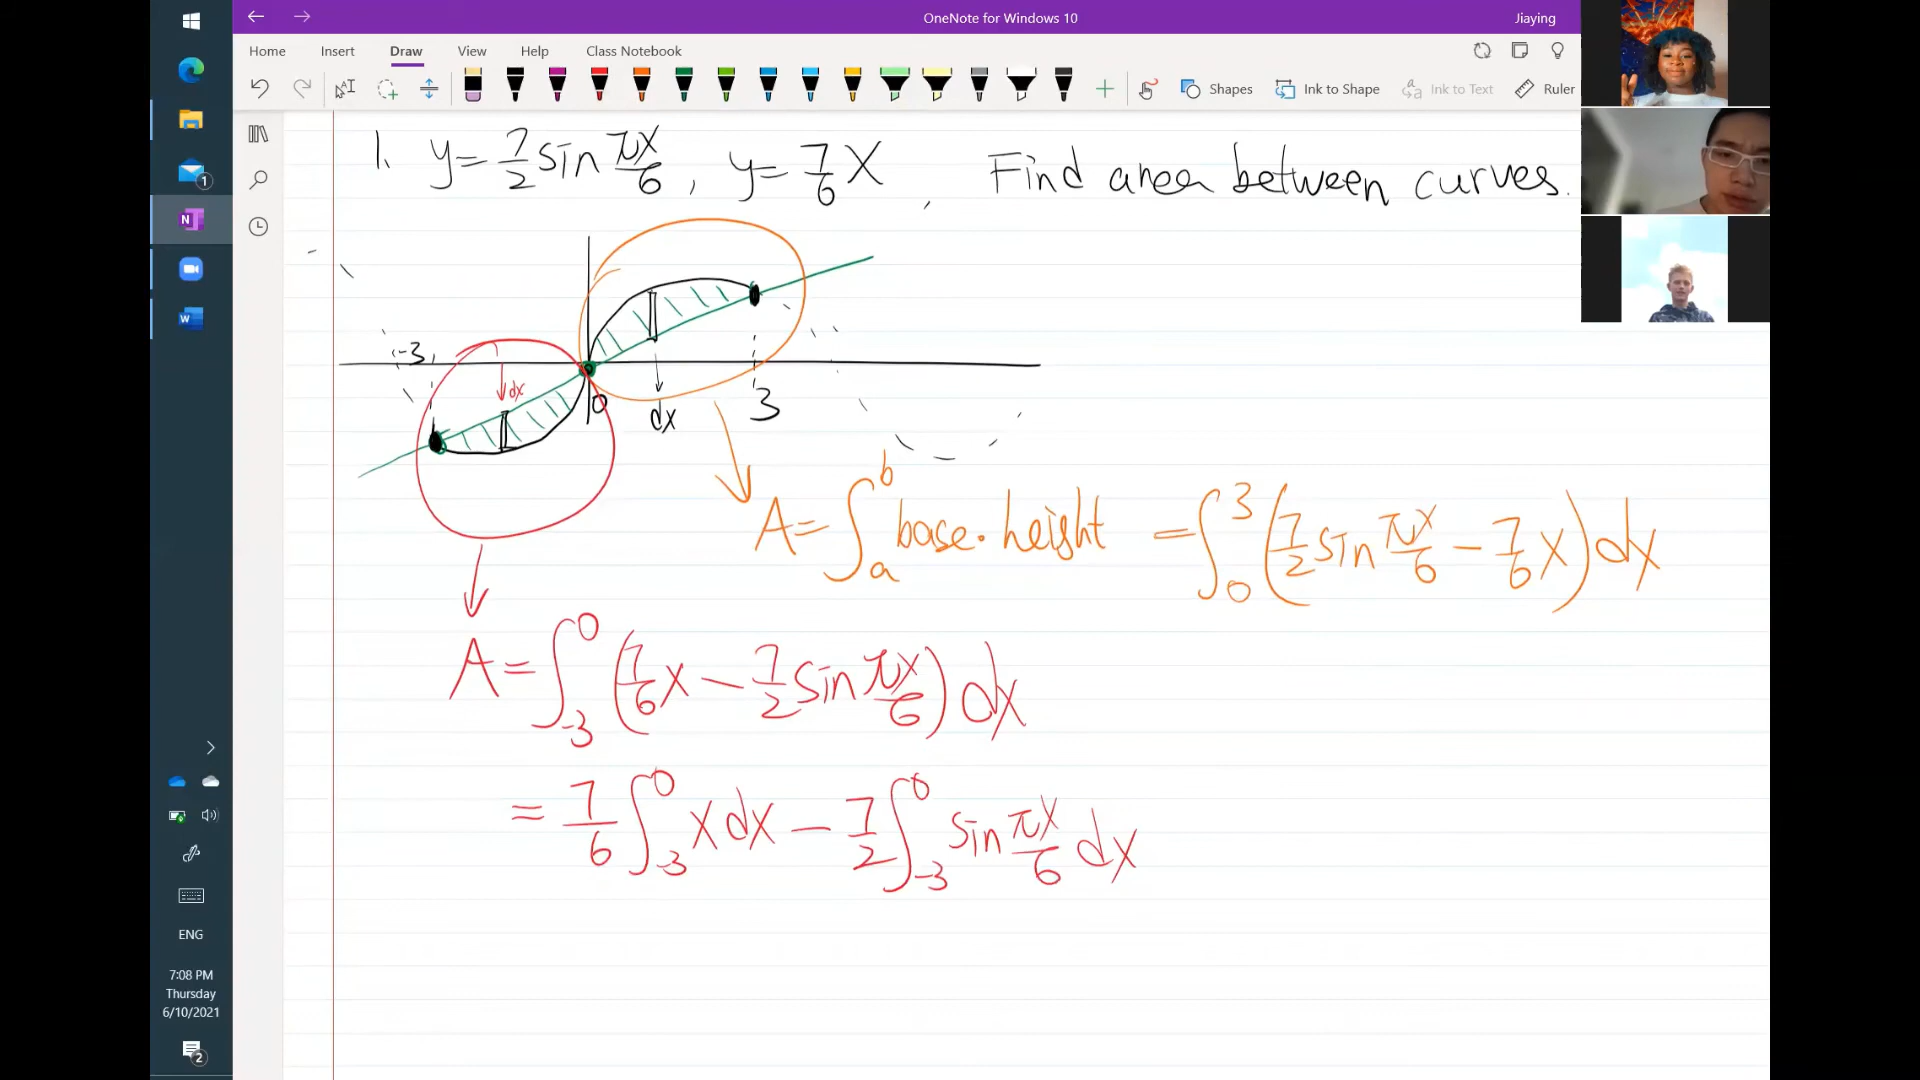 OneNote for Windows 10
Jiaying
Home Insert Draw View Help Class Notebook
Shapes Ink to Shape Ink to Text Ruler
1. y = 7/2 sin πx/6 , y = 7/6 x , Find area between curves.
-3
dx
0
dx
3
A = ∫_a^b base · height = ∫_0^3 (7/2 sin πx/6 − 7/6 x) dx
A = ∫_{-3}^0 (7/6 x − 7/2 sin πx/6) dx
= 7/6 ∫_{-3}^0 x dx − 7/2 ∫_{-3}^0 sin πx/6 dx
1
ENG
7:08 PM
Thursday
6/10/2021
2